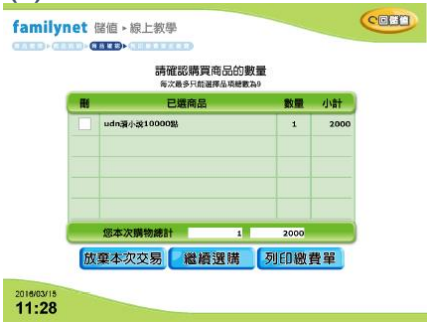 familynet 儲值 ▸ 線上教學
回儲值
請確認購買商品的數量
每次最多只能選擇品項總數為9
刪 已選商品 數量 小計
udn讀小說10000點 1 2000
您本次購物總計 1 2000
放棄本次交易 繼續選購 列印繳費單
2016/03/15
11:28